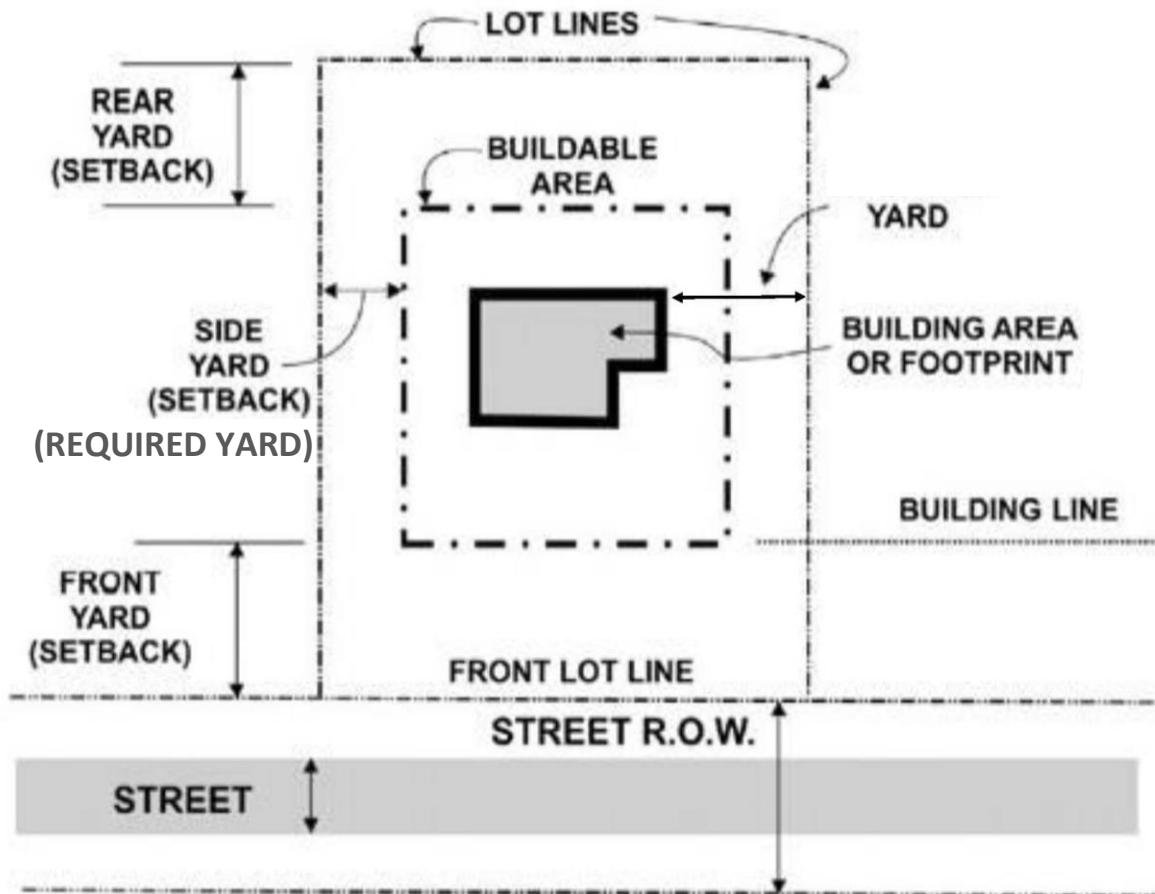 LOT LINES
REAR
YARD
(SETBACK)
BUILDABLE
AREA
YARD
SIDE
YARD
(SETBACK)
(REQUIRED YARD)
BUILDING AREA
OR FOOTPRINT
BUILDING LINE
FRONT
YARD
(SETBACK)
FRONT LOT LINE
STREET R.O.W.
STREET